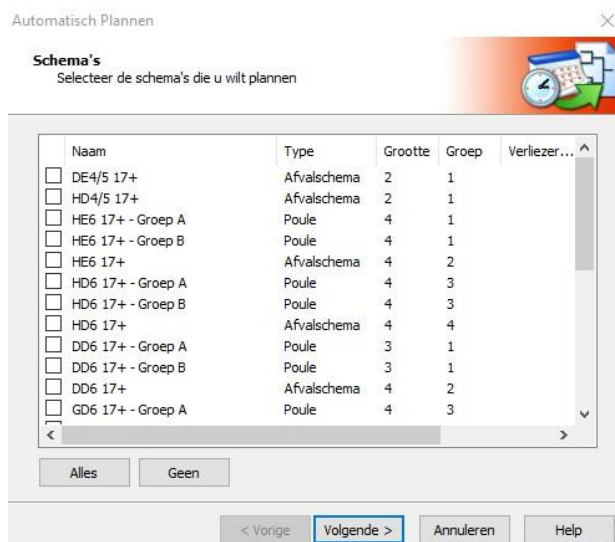 Automatisch Plannen
Schema's
Selecteer de schema's die u wilt plannen
Naam Type Grootte Groep Verliezer...
DE4/5 17+ Afvalschema 2 1
HD4/5 17+ Afvalschema 2 1
HE6 17+ - Groep A Poule 4 1
HE6 17+ - Groep B Poule 4 1
HE6 17+ Afvalschema 4 2
HD6 17+ - Groep A Poule 4 3
HD6 17+ - Groep B Poule 4 3
HD6 17+ Afvalschema 4 4
DD6 17+ - Groep A Poule 3 1
DD6 17+ - Groep B Poule 3 1
DD6 17+ Afvalschema 4 2
GD6 17+ - Groep A Poule 4 3
Alles Geen
< Vorige Volgende > Annuleren Help